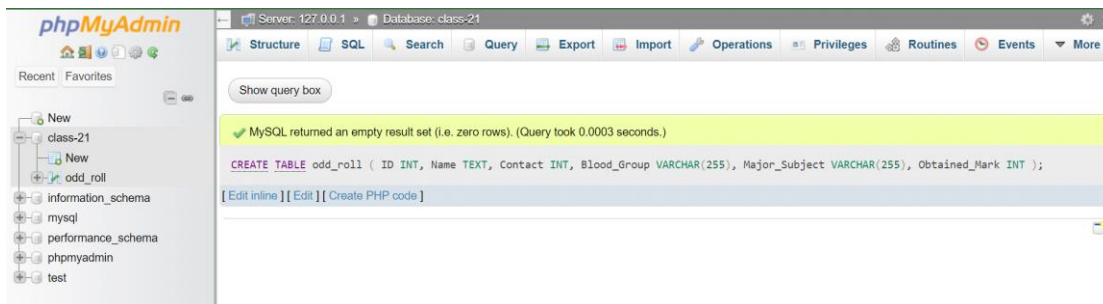 phpMyAdmin
Recent Favorites
New
class-21
New
odd_roll
information_schema
mysql
performance_schema
phpmyadmin
test
Server: 127.0.0.1 » Database: class-21
Structure SQL Search Query Export Import Operations Privileges Routines Events More
Show query box
MySQL returned an empty result set (i.e. zero rows). (Query took 0.0003 seconds.)
CREATE TABLE odd_roll ( ID INT, Name TEXT, Contact INT, Blood_Group VARCHAR(255), Major_Subject VARCHAR(255), Obtained_Mark INT );
[ Edit inline ] [ Edit ] [ Create PHP code ]